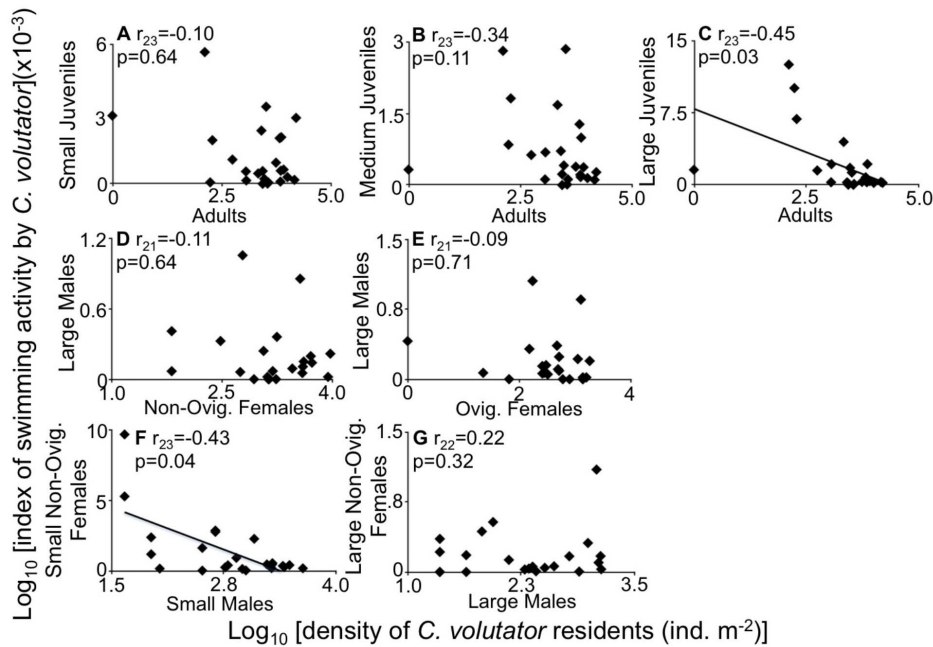 Log10 [index of swimming activity by C. volutator](x10-3)
A r23=-0.10
p=0.64
6
3
0
0
2.5
5.0
Small Juveniles
Adults
B r23=-0.34
p=0.11
3
1.5
0
0
2.5
5.0
Medium Juveniles
Adults
C r23=-0.45
p=0.03
15
7.5
0
0
2.5
5.0
Large Juveniles
Adults
D r21=-0.11
p=0.64
1.2
0.6
0
1.0
2.5
4.0
Large Males
Non-Ovig. Females
E r21=-0.09
p=0.71
1.5
0.8
0
0
2
4
Large Males
Ovig. Females
F r23=-0.43
p=0.04
10
5
0
1.5
2.8
4.0
Small Non-Ovig.
Females
Small Males
G r22=0.22
p=0.32
1.5
.8
0
1.0
2.3
3.5
Large Non-Ovig.
Females
Large Males
Log10 [density of C. volutator residents (ind. m-2)]